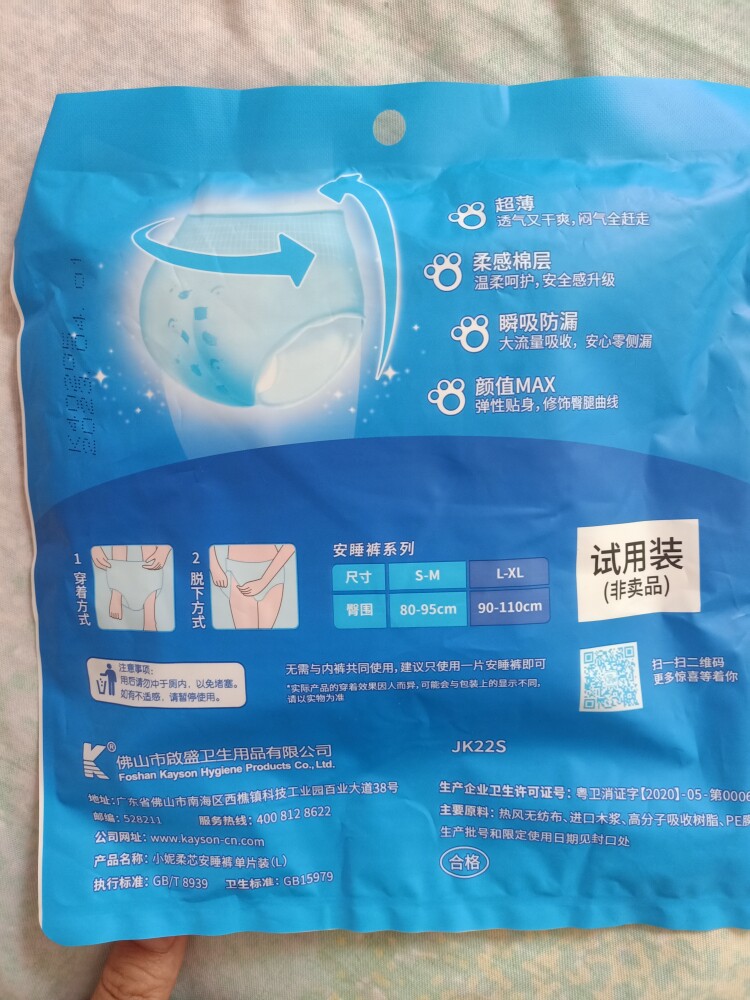 超薄
透气又干爽,闷气全赶走
柔感棉层
温柔呵护,安全感升级
瞬吸防漏
大流量吸收,安心零侧漏
颜值MAX
弹性贴身,修饰臀腿曲线
1 穿着方式
2 脱下方式
安睡裤系列
尺寸 S-M L-XL
臀围 80-95cm 90-110cm
试用装
(非卖品)
注意事项:
用后请勿冲于厕内,以免堵塞。
如有不适感,请暂停使用。
无需与内裤共同使用,建议只使用一片安睡裤即可
*实际产品的穿着效果因人而异,可能会与包装上的显示不同,
请以实物为准
扫一扫二维码
更多惊喜等着你
K®
佛山市啟盛卫生用品有限公司
Foshan Kayson Hygiene Products Co., Ltd.
地址:广东省佛山市南海区西樵镇科技工业园百业大道38号
邮编:528211 服务热线:400 812 8622
公司网址:www.kayson-cn.com
产品名称:小妮柔芯安睡裤单片装(L)
执行标准:GB/T 8939 卫生标准:GB15979
JK22S
生产企业卫生许可证号:粤卫消证字【2020】-05-第0006
主要原料:热风无纺布、进口木浆、高分子吸收树脂、PE膜
生产批号和限定使用日期见封口处
合格